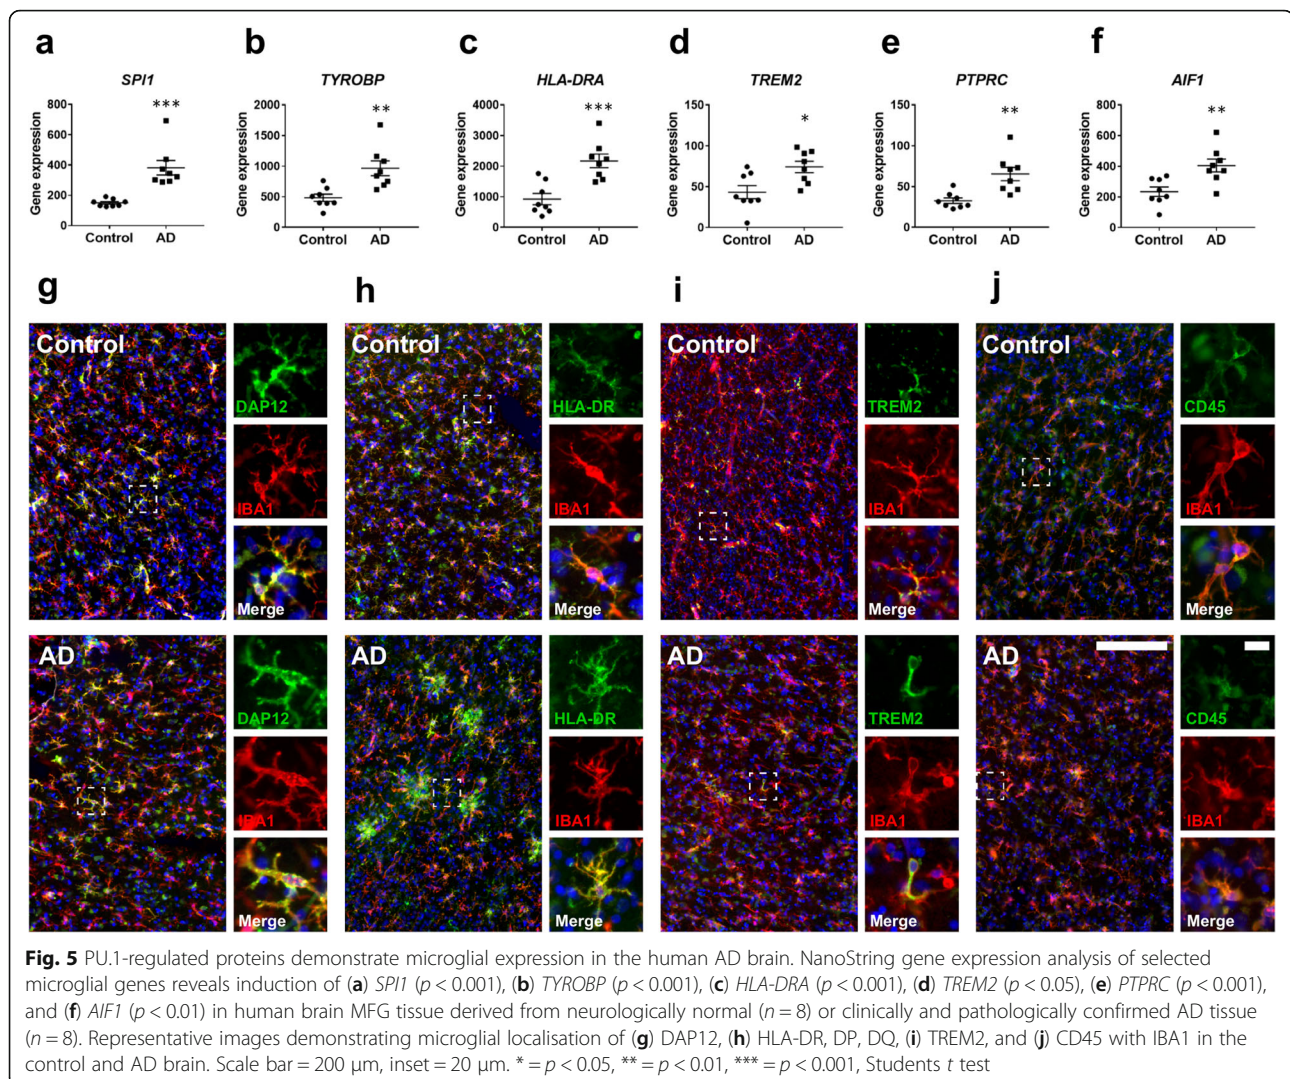 a
b
c
d
e
f
SPI1
TYROBP
HLA-DRA
TREM2
PTPRC
AIF1
Gene expression
800
600
400
200
0
***
Control
AD
Gene expression
2000
1500
1000
500
0
**
Control
AD
Gene expression
4000
3000
2000
1000
0
***
Control
AD
Gene expression
150
100
50
0
*
Control
AD
Gene expression
150
100
50
0
**
Control
AD
Gene expression
800
600
400
200
0
**
Control
AD
g
h
i
j
Control
DAP12
IBA1
Merge
Control
HLA-DR
IBA1
Merge
Control
TREM2
IBA1
Merge
Control
CD45
IBA1
Merge
AD
DAP12
IBA1
Merge
AD
HLA-DR
IBA1
Merge
AD
TREM2
IBA1
Merge
AD
CD45
IBA1
Merge
Fig. 5 PU.1-regulated proteins demonstrate microglial expression in the human AD brain. NanoString gene expression analysis of selected
microglial genes reveals induction of (a) SPI1 (p < 0.001), (b) TYROBP (p < 0.001), (c) HLA-DRA (p < 0.001), (d) TREM2 (p < 0.05), (e) PTPRC (p < 0.001),
and (f) AIF1 (p < 0.01) in human brain MFG tissue derived from neurologically normal (n = 8) or clinically and pathologically confirmed AD tissue
(n = 8). Representative images demonstrating microglial localisation of (g) DAP12, (h) HLA-DR, DP, DQ, (i) TREM2, and (j) CD45 with IBA1 in the
control and AD brain. Scale bar = 200 μm, inset = 20 μm. * = p < 0.05, ** = p < 0.01, *** = p < 0.001, Students t test